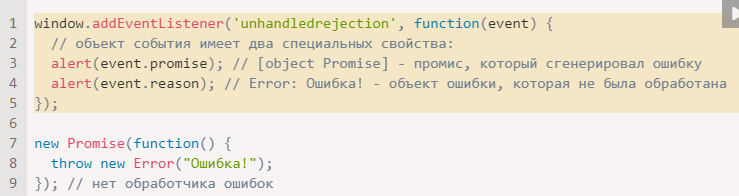 1 window.addEventListener('unhandledrejection', function(event) {
2   // объект события имеет два специальных свойства:
3   alert(event.promise); // [object Promise] - промис, который сгенерировал ошибку
4   alert(event.reason); // Error: Ошибка! - объект ошибки, которая не была обработана
5 });
6
7 new Promise(function() {
8   throw new Error("Ошибка!");
9 }); // нет обработчика ошибок